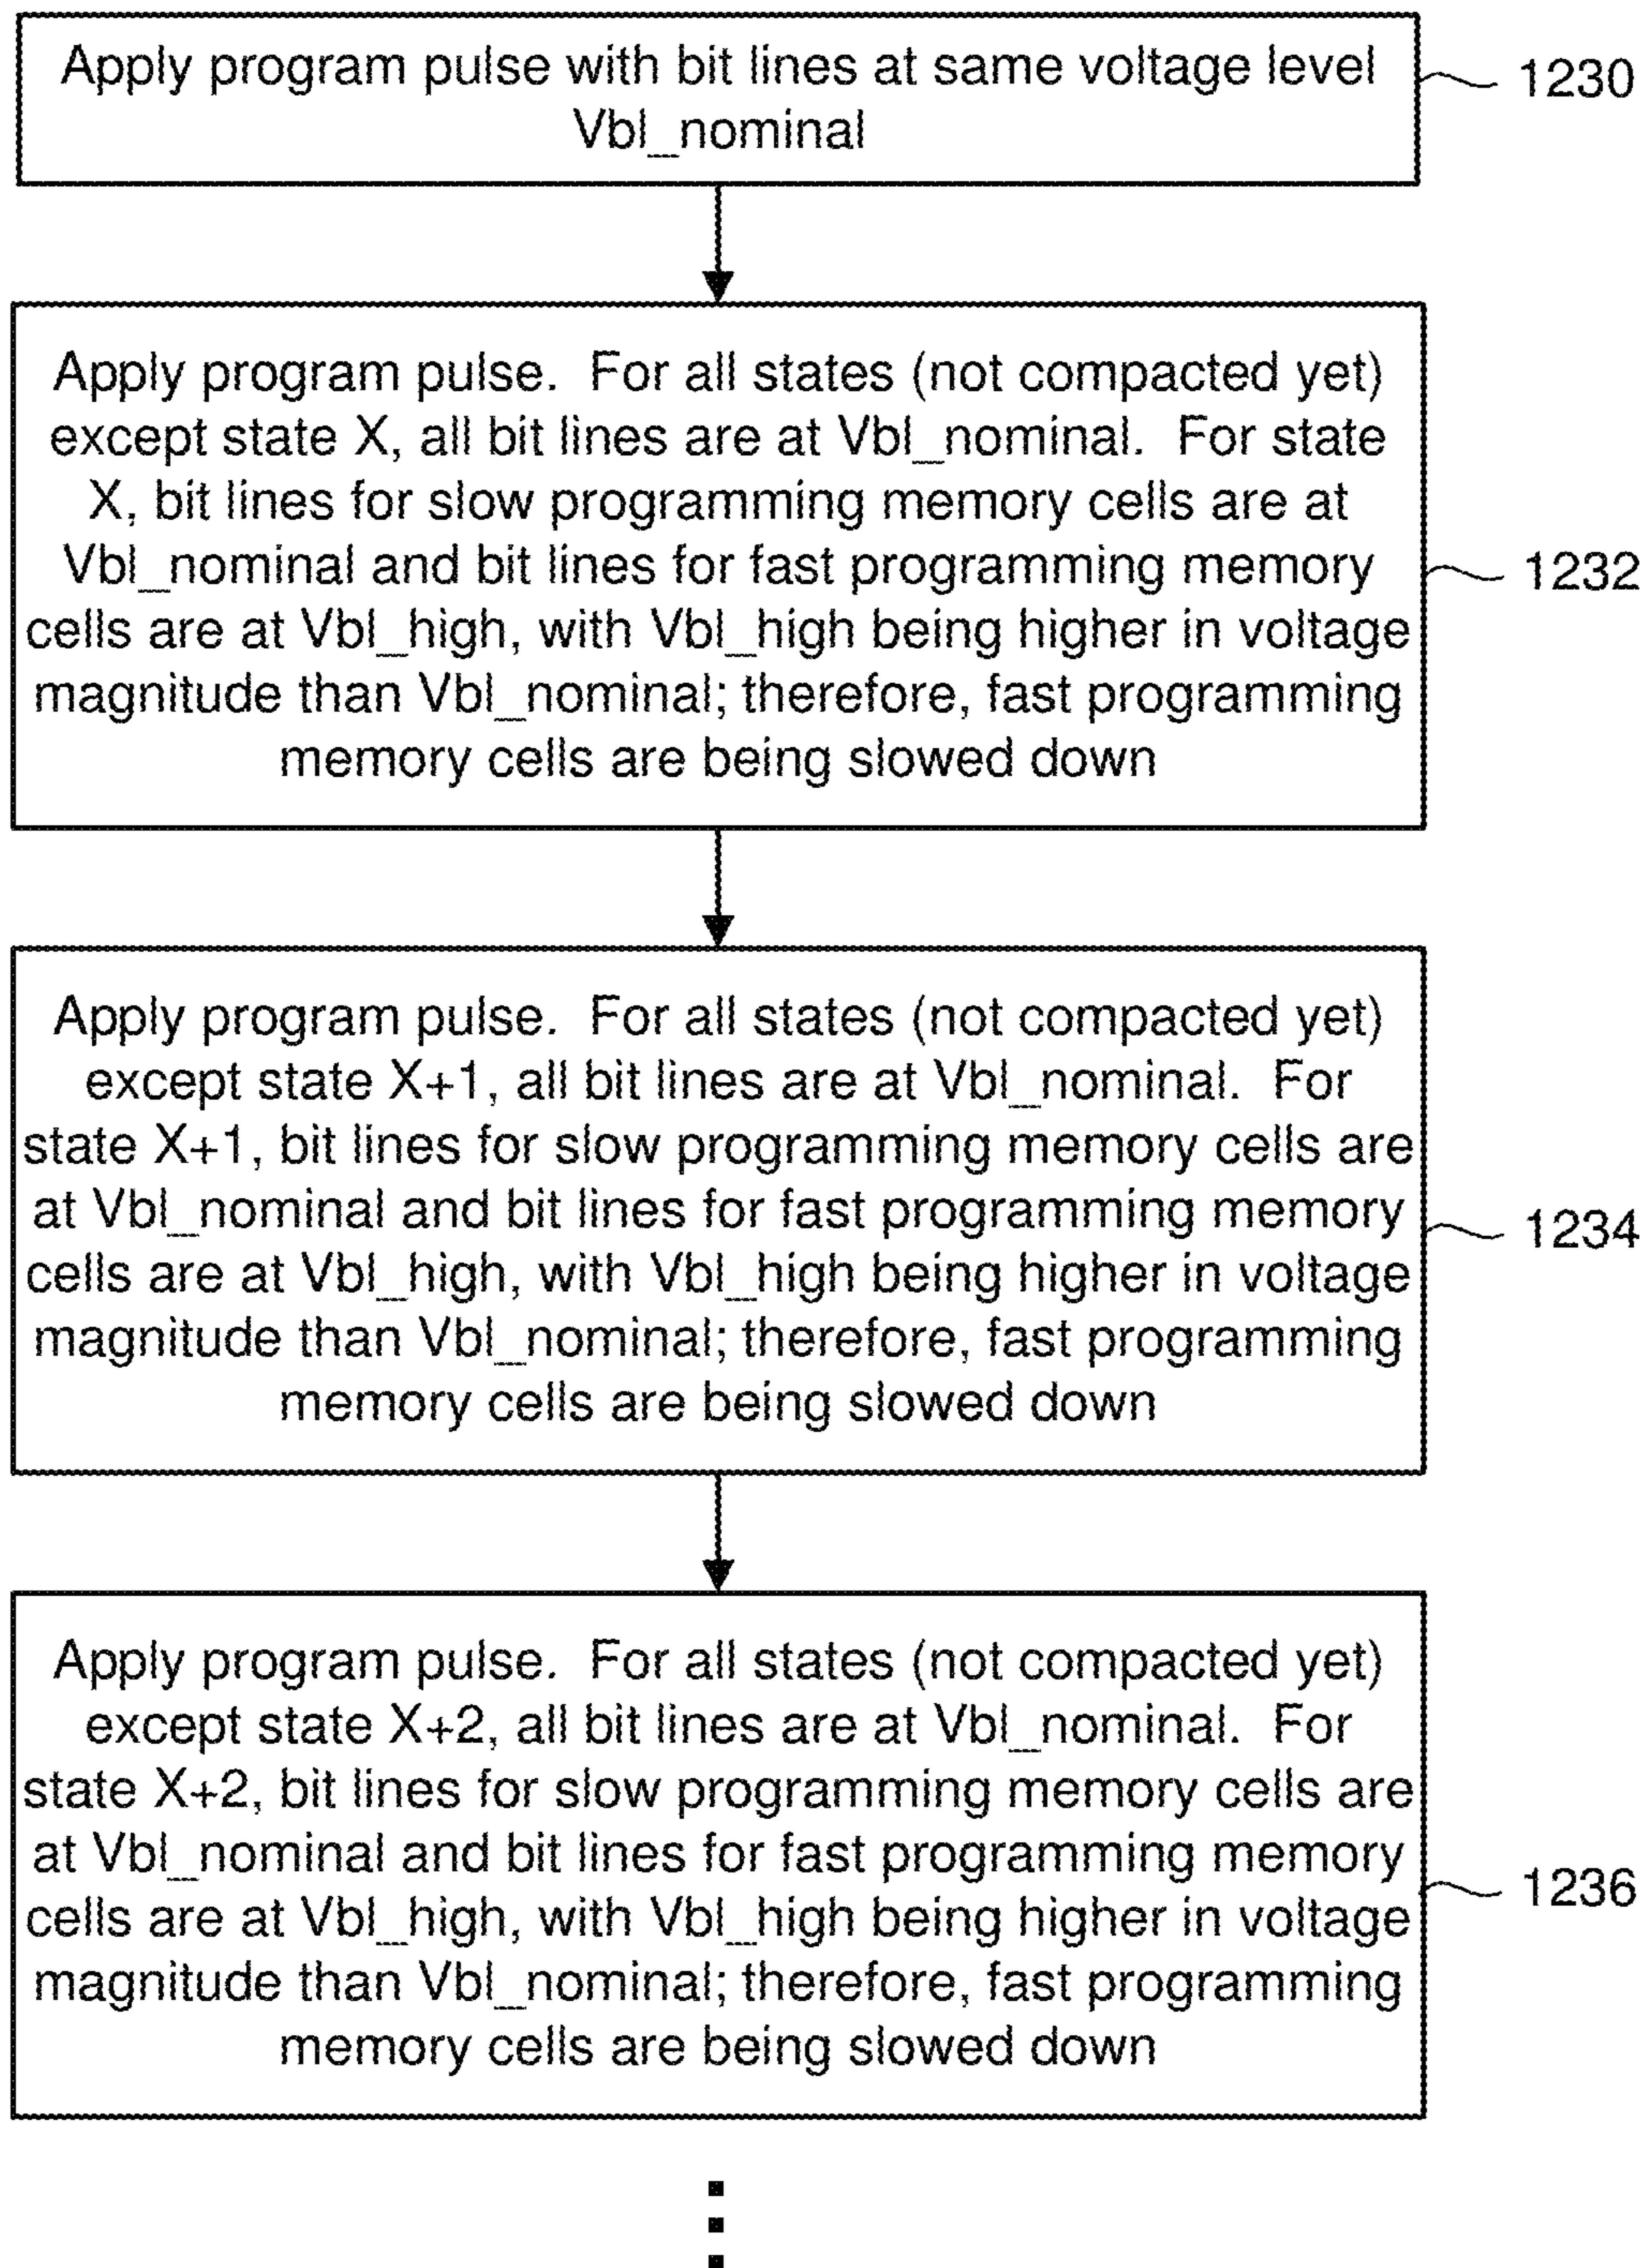 Apply program pulse with bit lines at same voltage level
Vbl_nominal
1230
Apply program pulse.  For all states (not compacted yet)
except state X, all bit lines are at Vbl_nominal.  For state
X, bit lines for slow programming memory cells are at
Vbl_nominal and bit lines for fast programming memory
cells are at Vbl_high, with Vbl_high being higher in voltage
magnitude than Vbl_nominal; therefore, fast programming
memory cells are being slowed down
1232
Apply program pulse.  For all states (not compacted yet)
except state X+1, all bit lines are at Vbl_nominal.  For
state X+1, bit lines for slow programming memory cells are
at Vbl_nominal and bit lines for fast programming memory
cells are at Vbl_high, with Vbl_high being higher in voltage
magnitude than Vbl_nominal; therefore, fast programming
memory cells are being slowed down
1234
Apply program pulse.  For all states (not compacted yet)
except state X+2, all bit lines are at Vbl_nominal.  For
state X+2, bit lines for slow programming memory cells are
at Vbl_nominal and bit lines for fast programming memory
cells are at Vbl_high, with Vbl_high being higher in voltage
magnitude than Vbl_nominal; therefore, fast programming
memory cells are being slowed down
1236